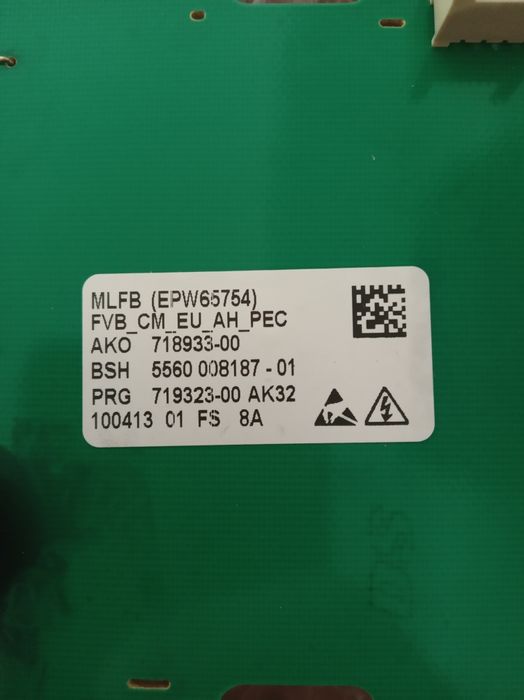 MLFB (EPW65754)
FVB_CM_EU_AH_PEC
AKO 718933-00
BSH 5560 008187 - 01
PRG 719323-00 AK32
100413 01 FS 8A